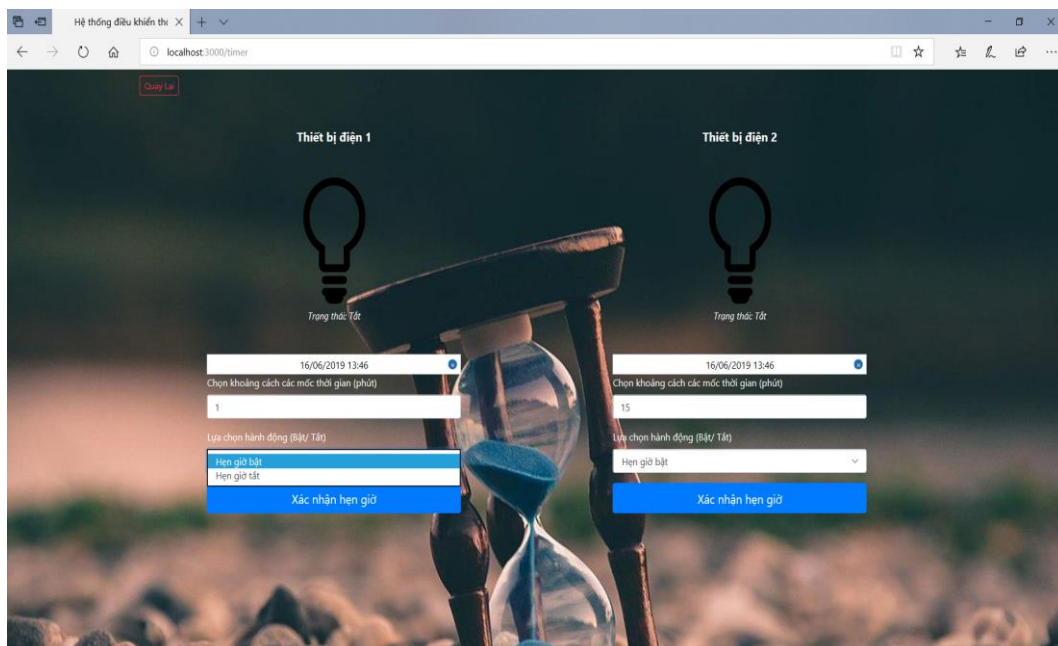 Hệ thống điều khiển thi
localhost:3000/timer
Quay Lại
Thiết bị điện 1
Thiết bị điện 2
Trạng thái: Tắt
Trạng thái: Tắt
16/06/2019 13:46
16/06/2019 13:46
Chọn khoảng cách các mốc thời gian (phút)
Chọn khoảng cách các mốc thời gian (phút)
1
15
Lựa chọn hành động (Bật/ Tắt)
Lựa chọn hành động (Bật/ Tắt)
Hẹn giờ bật
Hẹn giờ tắt
Hẹn giờ bật
Xác nhận hẹn giờ
Xác nhận hẹn giờ